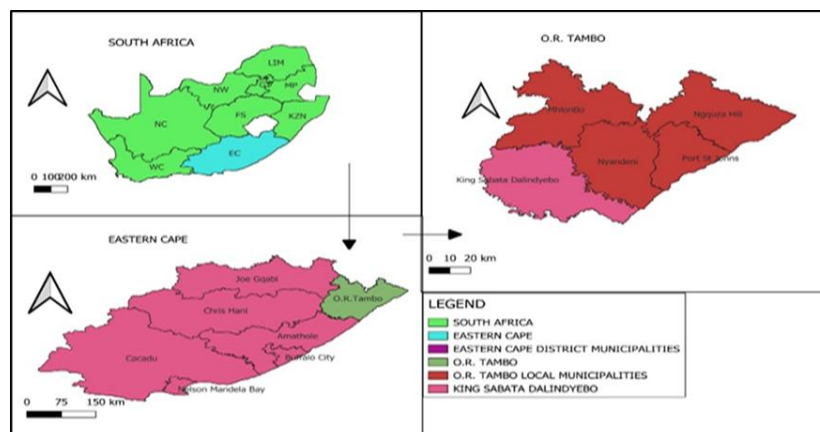 SOUTH AFRICA
LIM
NW
MP
NC
FS
KZN
EC
WC
0 100200 km
EASTERN CAPE
Joe Gqabi
O.R.Tambo
Chris Hani
Amathole
Cacadu
Buffalo City
Nelson Mandela Bay
0 75 150 km
O.R. TAMBO
Mhlontlo
Ngquza Hill
Nyandeni
Port St Johns
King Sabata Dalindyebo
0 10 20 km
LEGEND
SOUTH AFRICA
EASTERN CAPE
EASTERN CAPE DISTRICT MUNICIPALITIES
O.R. TAMBO
O.R. TAMBO LOCAL MUNICIPALITIES
KING SABATA DALINDYEBO